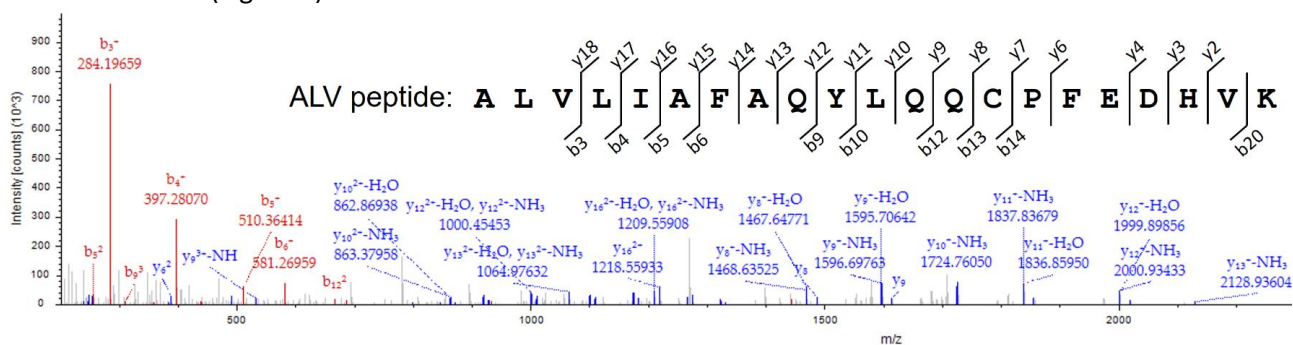 (Figure 1)
y18 y17 y16 y15 y14 y13 y12 y11 y10 y9 y8 y7 y6 y4 y3 y2
ALV peptide: A L V L I A F A Q Y L Q Q C P F E D H V K
b3 b4 b5 b6 b9 b10 b12 b13 b14 b20
Intensity [counts] (10^3)
900
800
700
600
500
400
300
200
100
0
b₃⁺
284.19659
b₄⁺
397.28070
b₅⁺
510.36414
b₆⁺
581.26959
b₅²
b₉³
y₆²
y₉³⁺-NH
b₁₂²
y₁₀²⁺-H₂O
862.86938
y₁₀²⁺-NH₃
863.37958
y₁₂²⁺-H₂O, y₁₂²⁺-NH₃
1000.45453
y₁₃²⁺-H₂O, y₁₃²⁺-NH₃
1064.97632
y₁₆²⁺-H₂O, y₁₆²⁺-NH₃
1209.55908
y₁₆²⁺
1218.55933
y₈⁺-H₂O
1467.64771
y₈⁺-NH₃
1468.63525
y₈
y₉⁺-H₂O
1595.70642
y₉⁺-NH₃
1596.69763
y₉
y₁₀⁺-NH₃
1724.76050
y₁₁⁺-NH₃
1837.83679
y₁₁⁺-H₂O
1836.85950
y₁₂⁺-H₂O
1999.89856
y₁₂⁺-NH₃
2000.93433
y₁₃⁺-NH₃
2128.93604
500 1000 1500 2000
m/z